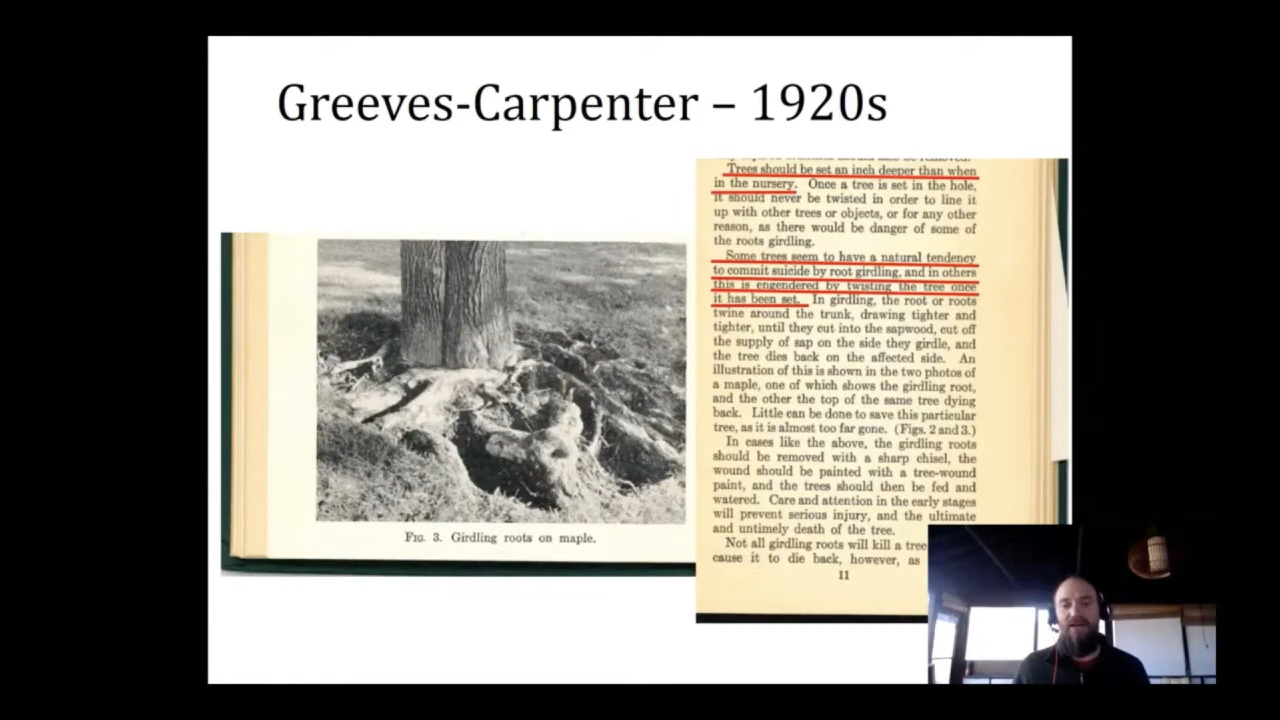 Greeves-Carpenter – 1920s
Fig. 3. Girdling roots on maple.
Trees should be set an inch deeper than when
in the nursery. Once a tree is set in the hole,
it should never be twisted in order to line it
up with other trees or objects, or for any other
reason, as there would be danger of some of
the roots girdling.
Some trees seem to have a natural tendency
to commit suicide by root girdling, and in others
this is engendered by twisting the tree once
it has been set. In girdling, the root or roots
twine around the trunk, drawing tighter and
tighter, until they cut into the sapwood, cut off
the supply of sap on the side they girdle, and
the tree dies back on the affected side. An
illustration of this is shown in the two photos of
a maple, one of which shows the girdling root,
and the other the top of the same tree dying
back. Little can be done to save this particular
tree, as it is almost too far gone. (Figs. 2 and 3.)
In cases like the above, the girdling roots
should be removed with a sharp chisel, the
wound should be painted with a tree-wound
paint, and the trees should then be fed and
watered. Care and attention in the early stages
will prevent serious injury, and the ultimate
and untimely death of the tree.
Not all girdling roots will kill a tree
cause it to die back, however, as
11